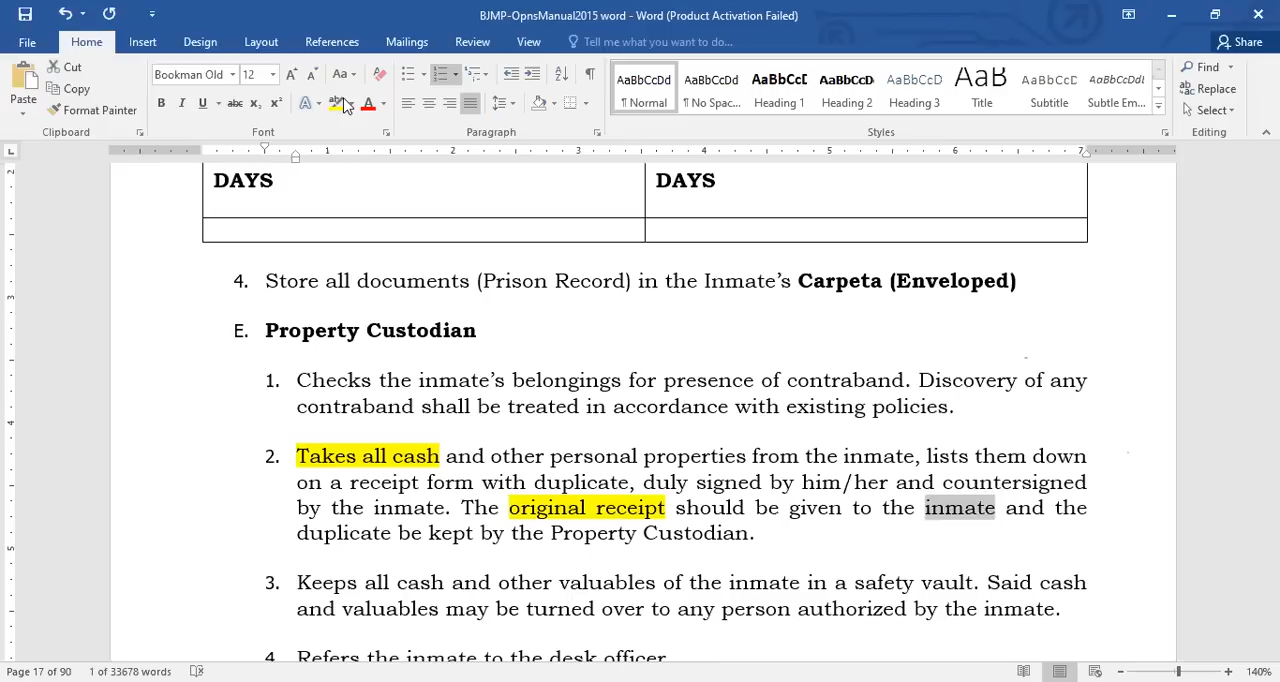 BJMP-OpnsManual2015 word - Word (Product Activation Failed)
File Home Insert Design Layout References Mailings Review View Tell me what you want to do... Share
Paste
Cut
Copy
Format Painter
Clipboard
Bookman Old 12
Font
Paragraph
AaBbCcDd ¶ Normal
AaBbCcDd ¶ No Spac...
AaBbCcI Heading 1
AaBbCcDc Heading 2
AaBbCcD Heading 3
AaB Title
AaBbCcC Subtitle
AaBbCcDdI Subtle Em...
Styles
Find
Replace
Select
Editing
DAYS DAYS
4. Store all documents (Prison Record) in the Inmate’s Carpeta (Enveloped)
E. Property Custodian
1. Checks the inmate’s belongings for presence of contraband. Discovery of any
contraband shall be treated in accordance with existing policies.
2. Takes all cash and other personal properties from the inmate, lists them down
on a receipt form with duplicate, duly signed by him/her and countersigned
by the inmate. The original receipt should be given to the inmate and the
duplicate be kept by the Property Custodian.
3. Keeps all cash and other valuables of the inmate in a safety vault. Said cash
and valuables may be turned over to any person authorized by the inmate.
4. Refers the inmate to the desk officer.
Page 17 of 90 1 of 33678 words 140%